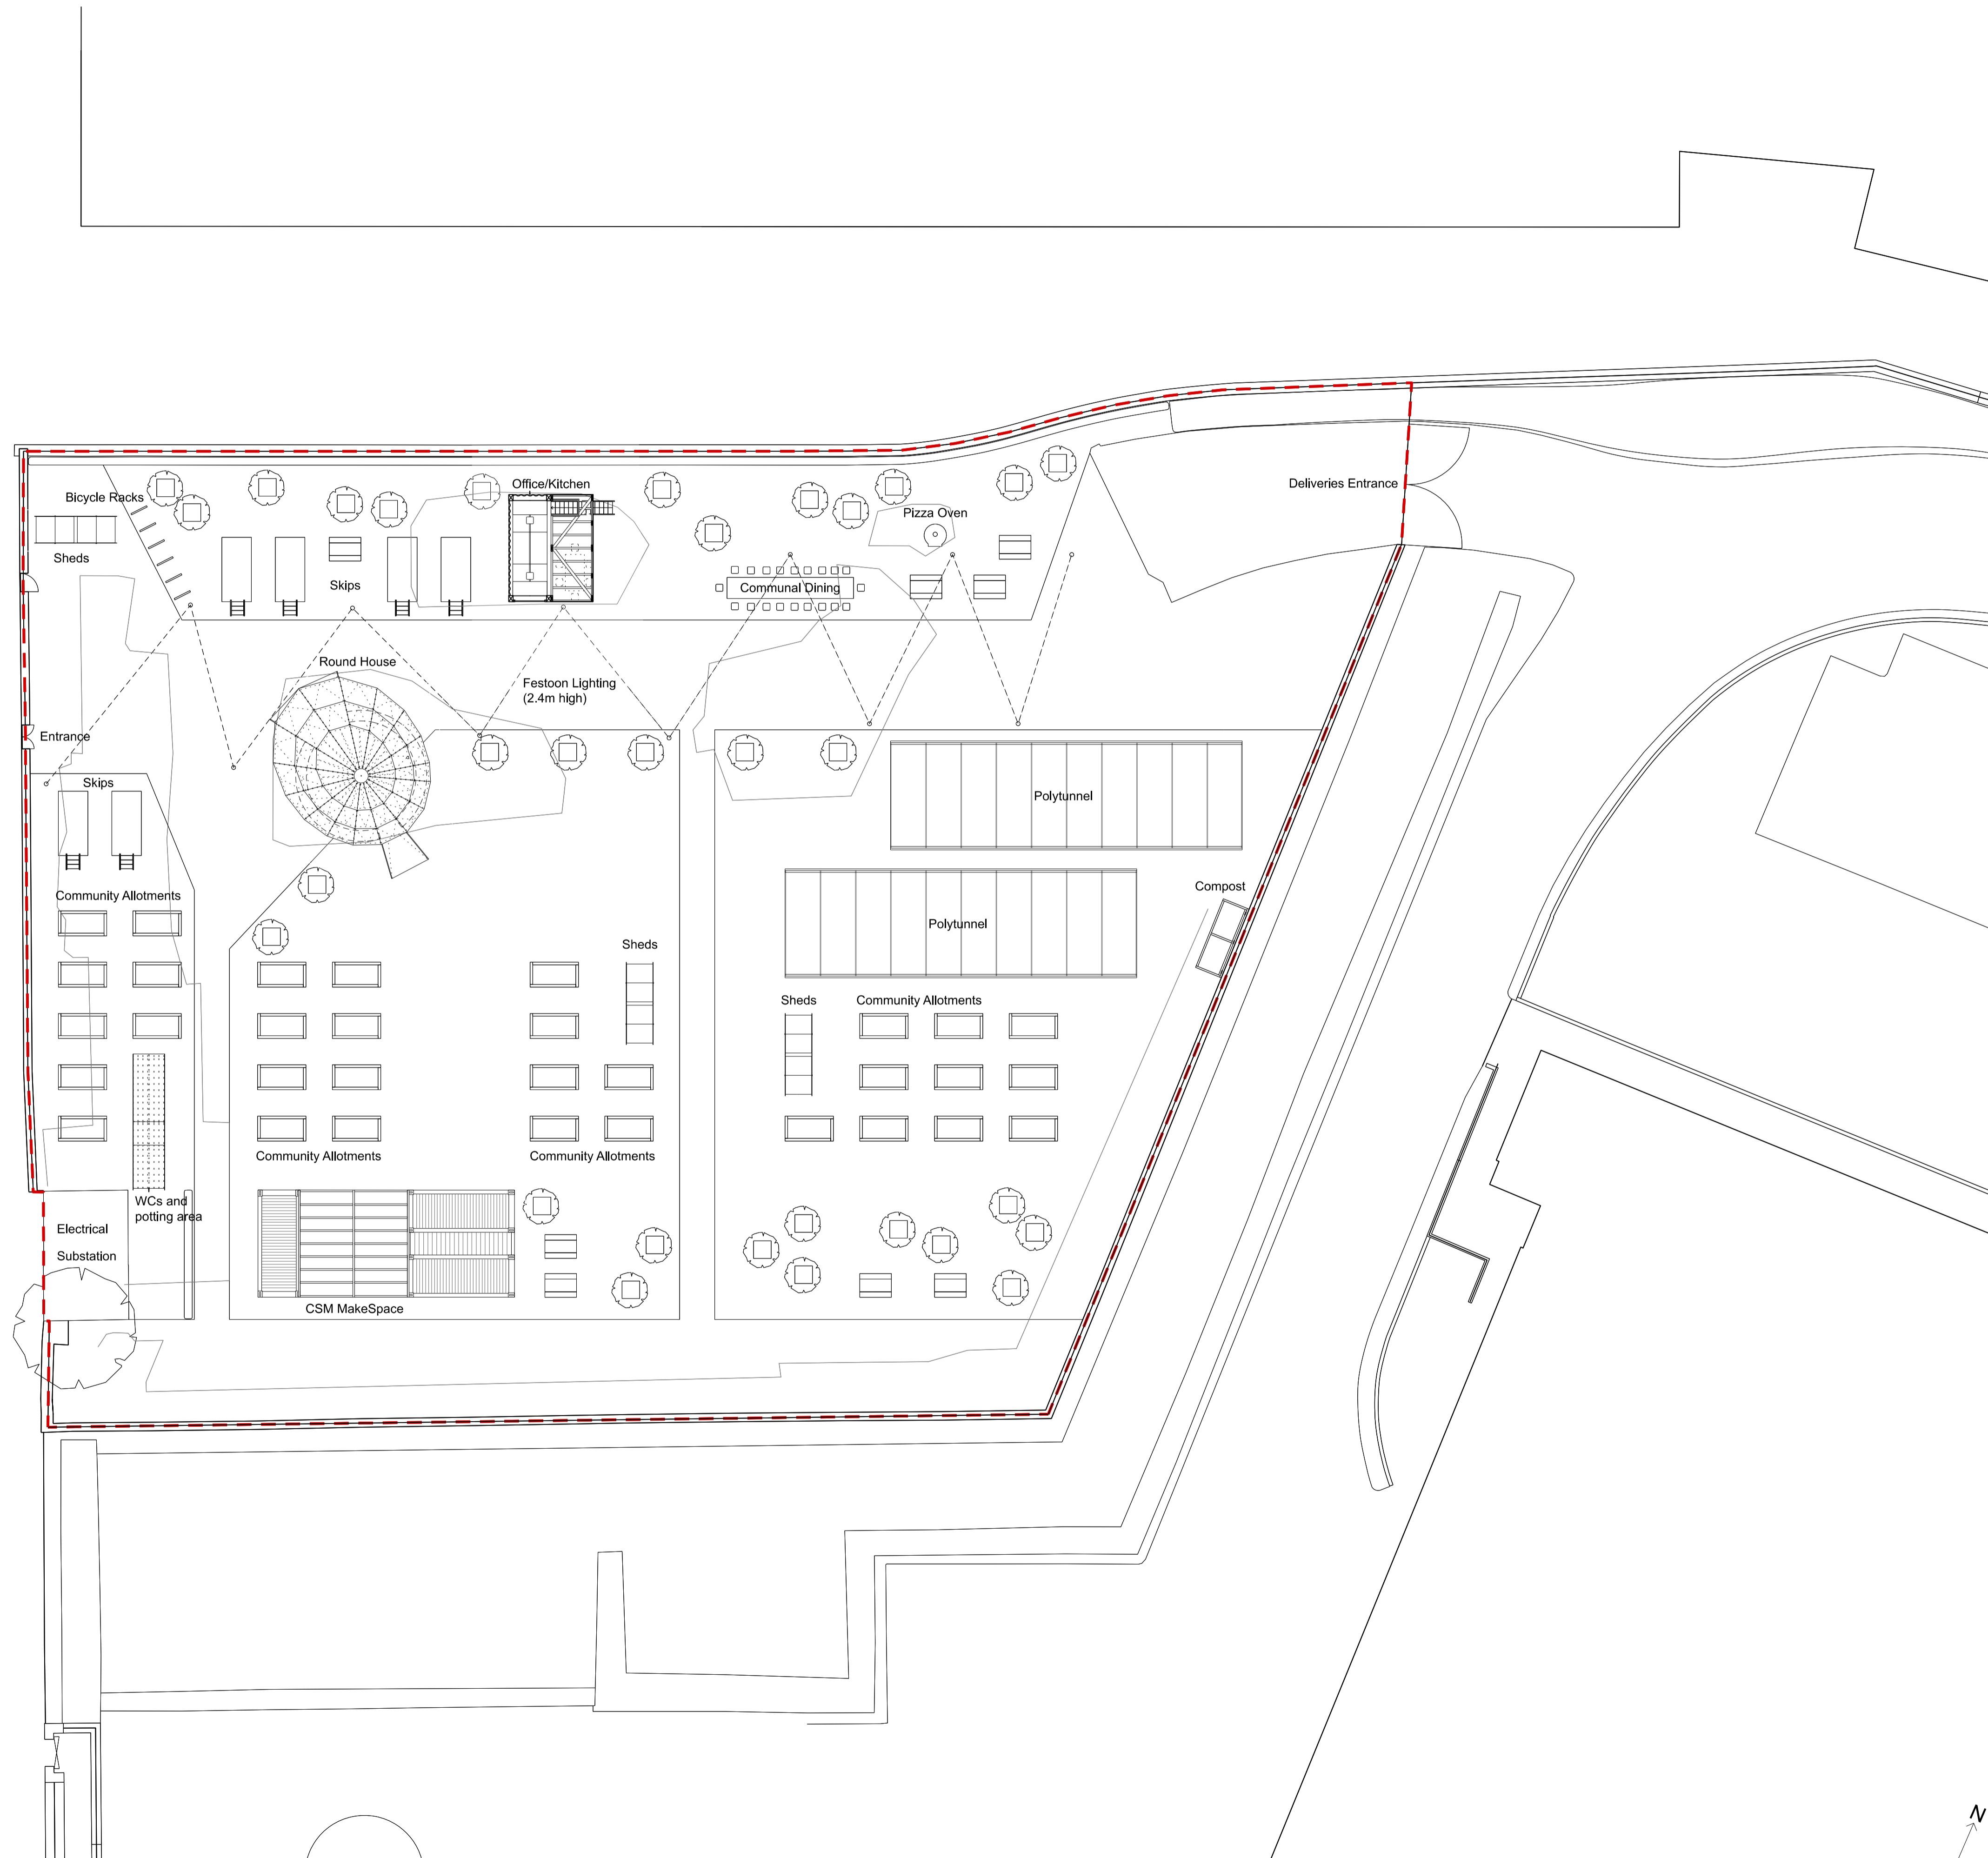 Office/Kitchen
Deliveries Entrance
Bicycle Racks
Pizza Oven
Sheds
Skips
Communal Dining
Round House
Festoon Lighting
(2.4m high)
Entrance
Skips
Polytunnel
Community Allotments
Compost
Polytunnel
Sheds
Sheds
Community Allotments
Community Allotments
Community Allotments
WCs and
potting area
Electrical
Substation
CSM MakeSpace
N